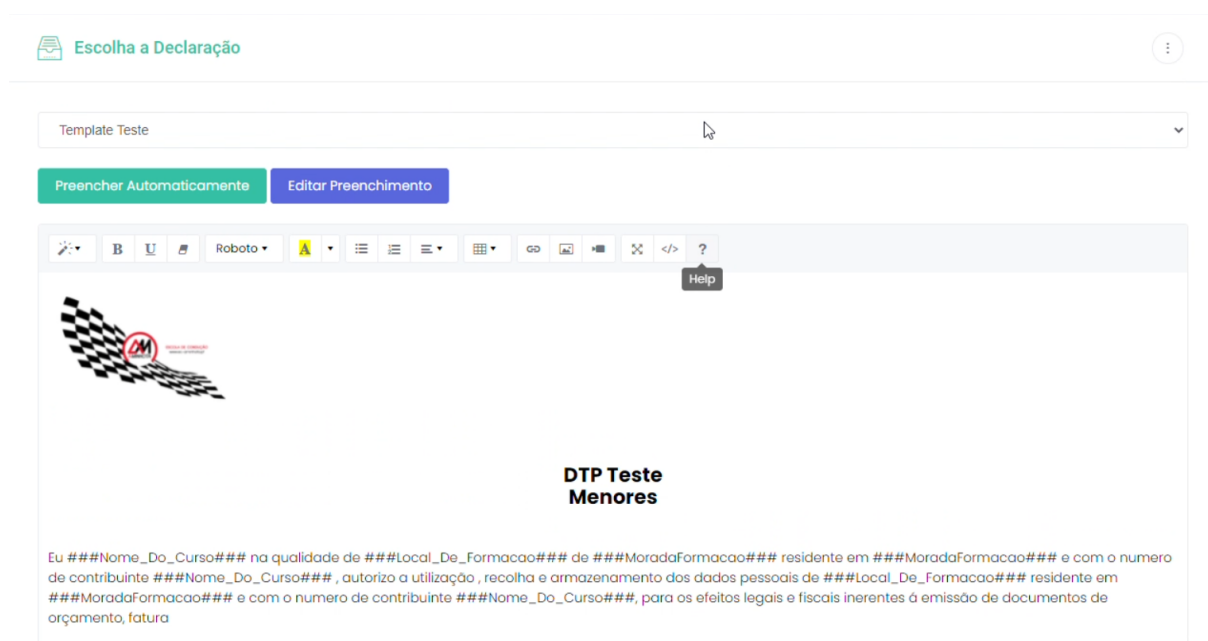 Escolha a Declaração
Template Teste
Preencher Automaticamente
Editar Preenchimento
B U Roboto A </> ?
Help
DTP Teste
Menores
Eu ###Nome_Do_Curso### na qualidade de ###Local_De_Formacao### de ###MoradaFormacao### residente em ###MoradaFormacao### e com o numero
de contribuinte ###Nome_Do_Curso### , autorizo a utilização , recolha e armazenamento dos dados pessoais de ###Local_De_Formacao### residente em
###MoradaFormacao### e com o numero de contribuinte ###Nome_Do_Curso###, para os efeitos legais e fiscais inerentes á emissão de documentos de
orçamento, fatura